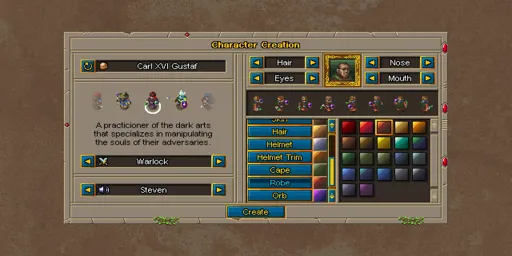 Character Creation
Carl XVI Gustaf
Hair
Nose
Eyes
Mouth
A practicioner of the dark arts
that specializes in manipulating
the souls of their adversaries.
Warlock
Steven
Skin
Hair
Helmet
Helmet Trim
Cape
Robe
Orb
Create